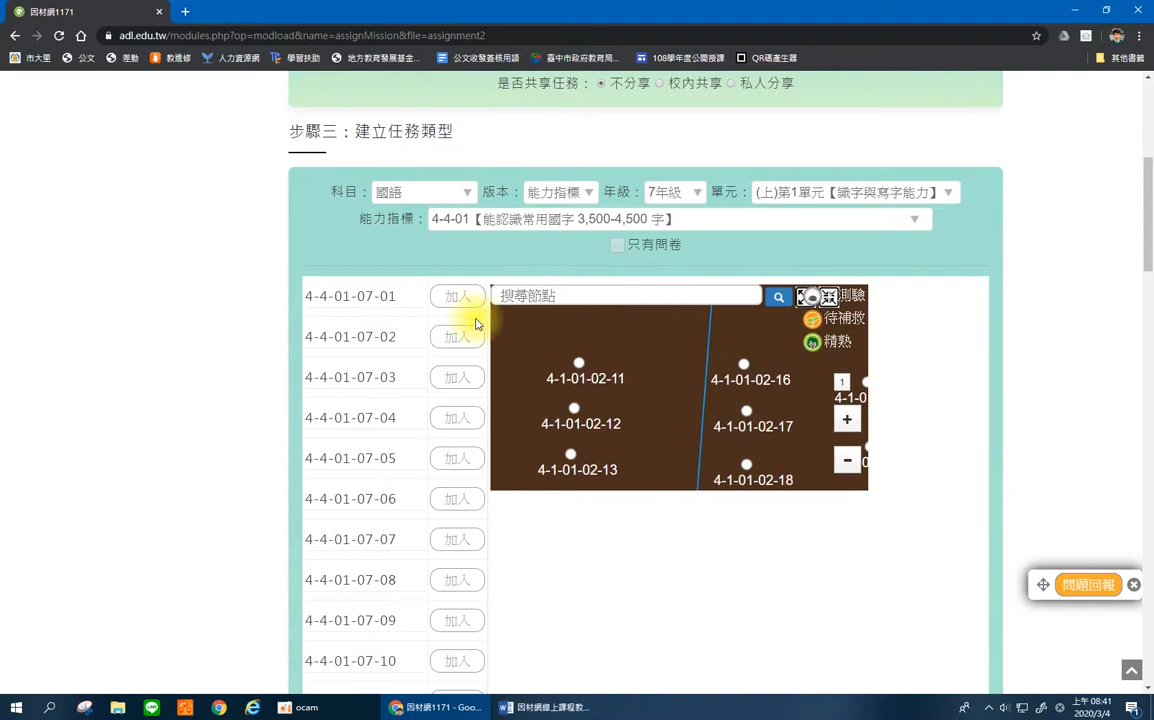 因材網1171
adl.edu.tw/modules.php?op=modload&name=assignMission&file=assignment2
市大里 公文 差勤 教進修 人力資源網 學習扶助 地方教育發展基金... 公文收發簽核用語 臺中市政府教育局... 108學年度公開授課 QR碼產生器 其他書籤
是否共享任務： 不分享 校內共享 私人分享
步驟三：建立任務類型
科目： 國語 版本： 能力指標 年級： 7年級 單元： (上)第1單元【識字與寫字能力】
能力指標： 4-4-01【能認識常用國字 3,500-4,500 字】
只有問卷
4-4-01-07-01 加入 搜尋節點 測驗
待補救
4-4-01-07-02 加入 精熟
4-4-01-07-03 加入 4-1-01-02-11 4-1-01-02-16 1
4-1-0
4-4-01-07-04 加入 4-1-01-02-12 4-1-01-02-17 +
4-4-01-07-05 加入 4-1-01-02-13 4-1-01-02-18 -
4-4-01-07-06 加入
4-4-01-07-07 加入
4-4-01-07-08 加入
問題回報
4-4-01-07-09 加入
4-4-01-07-10 加入
ocam 因材網1171 - Goo... 因材網線上課程教...
上午 08:41
2020/3/4